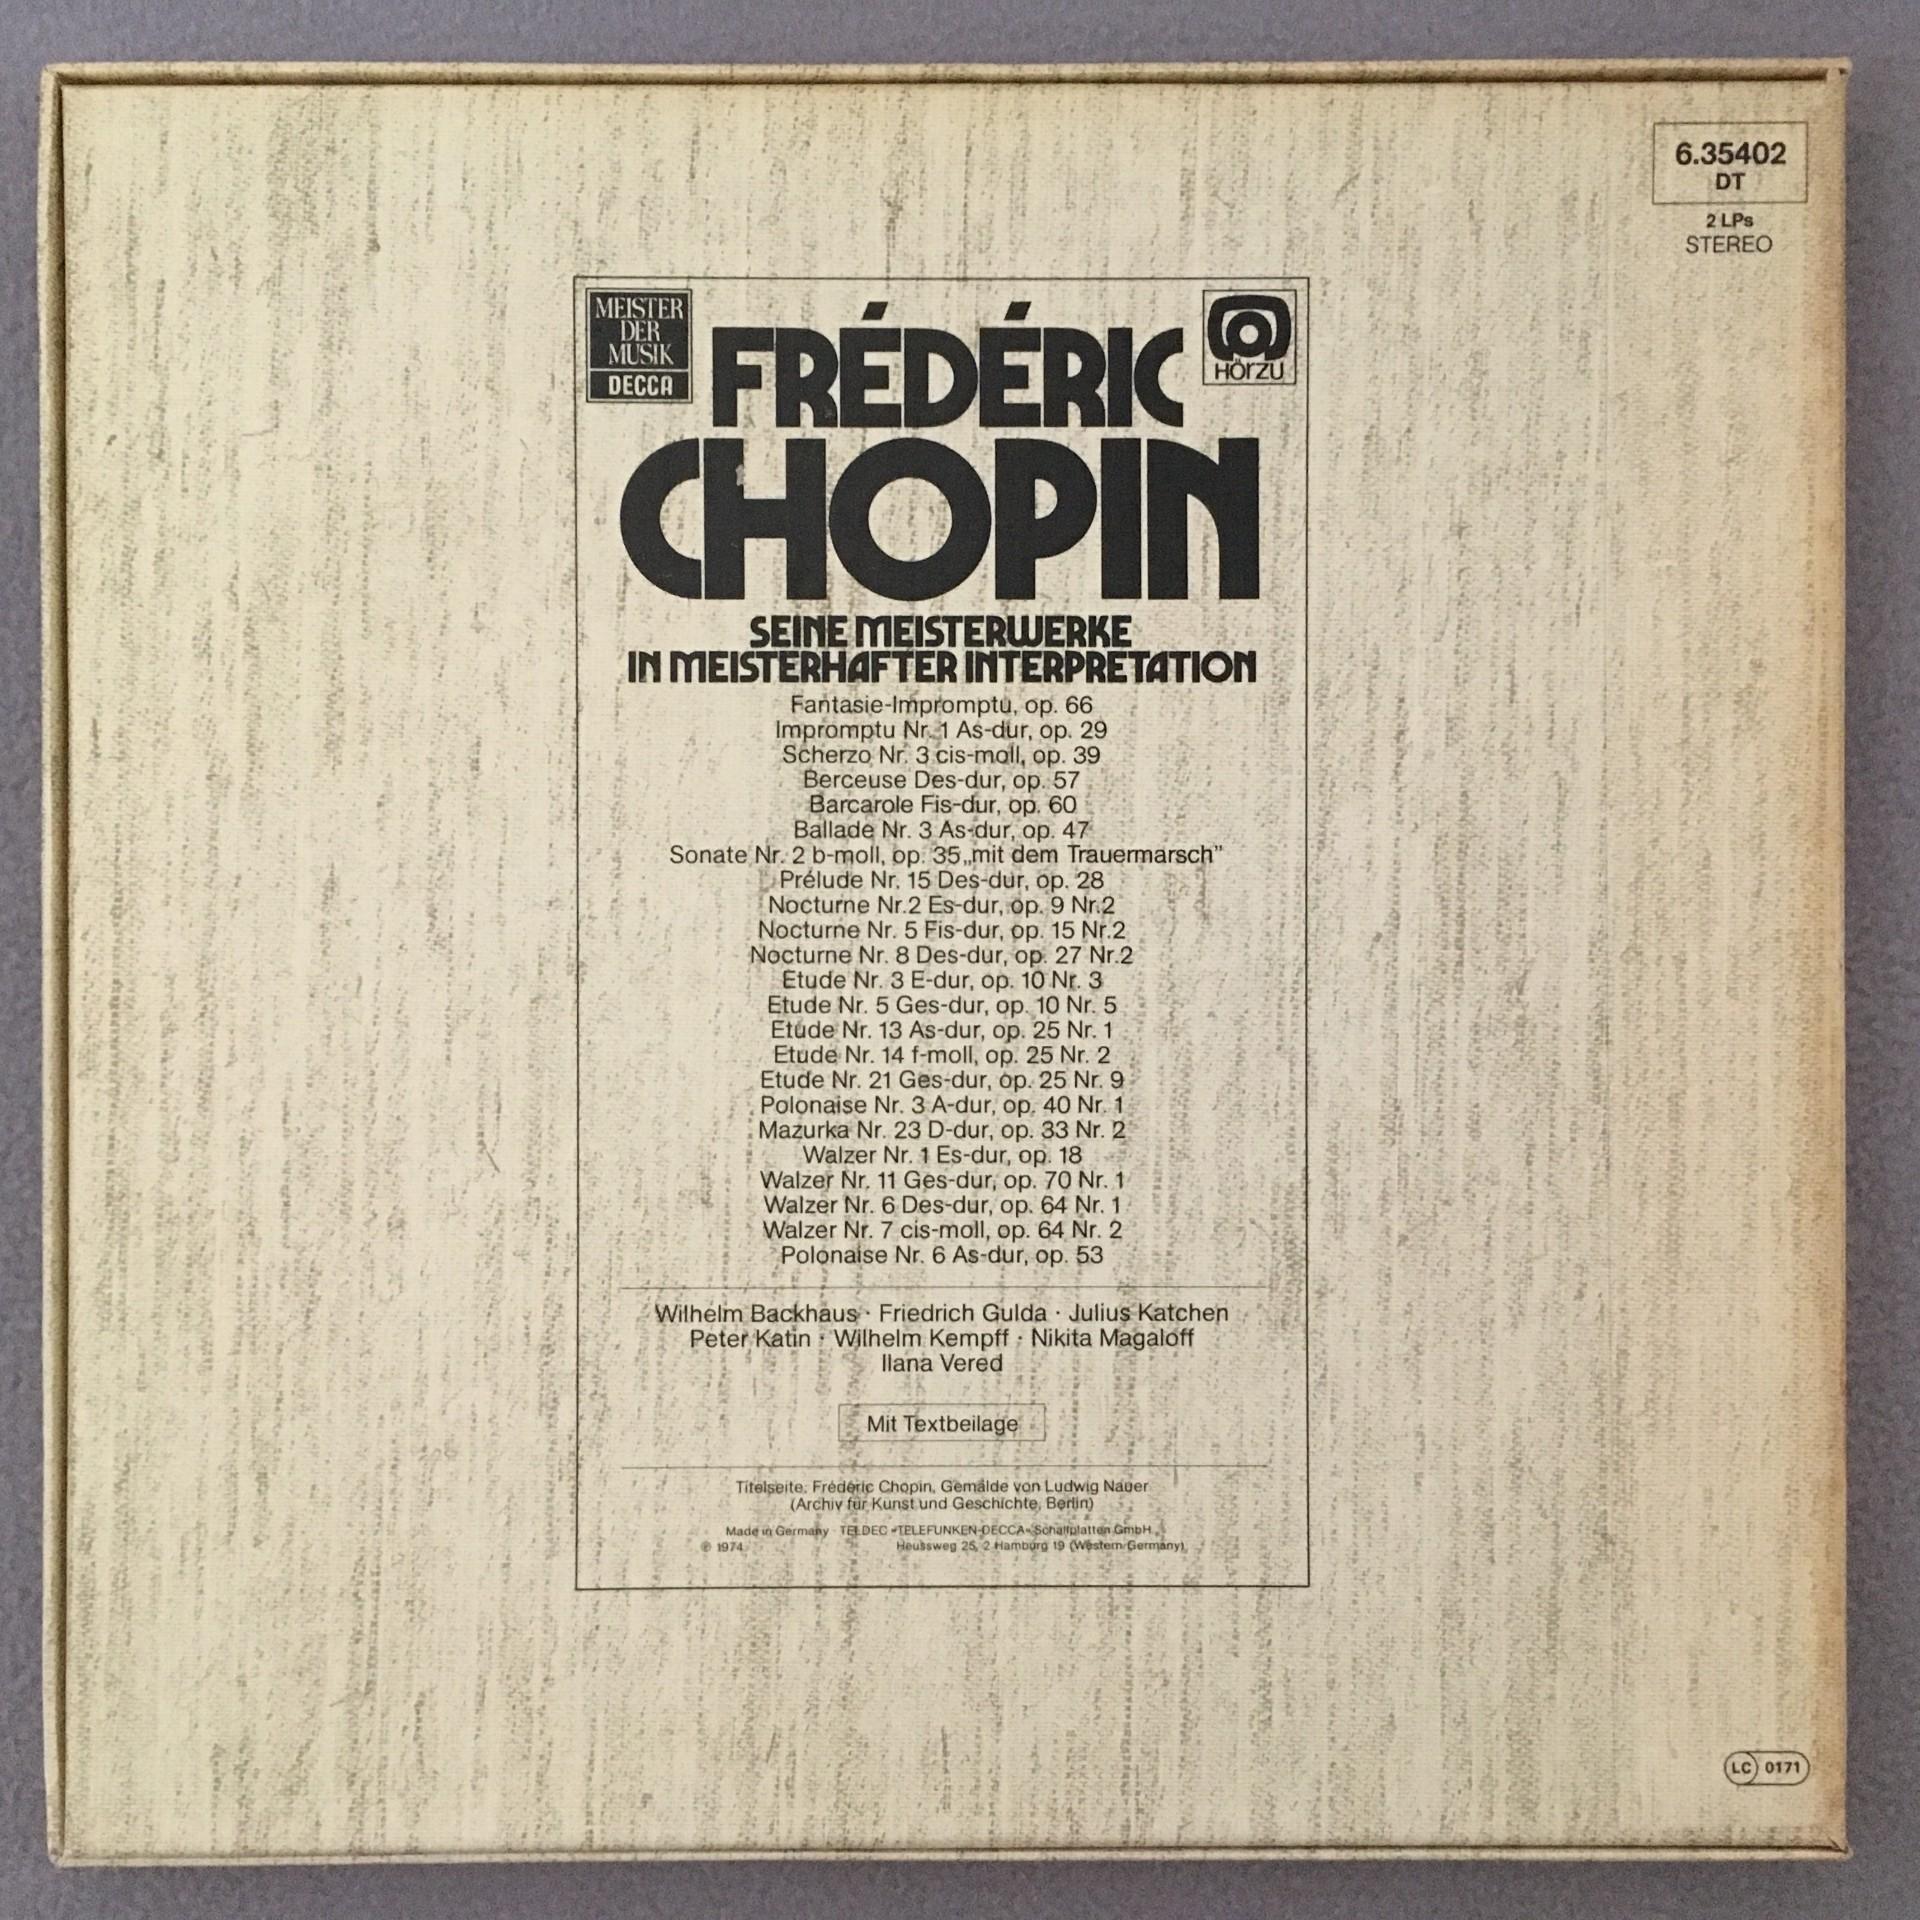 6.35402
DT
2 LPs
STEREO
MEISTER
DER
MUSIK
DECCA
HÖRZU
FRÉDÉRIC
CHOPIN
SEINE MEISTERWERKE
IN MEISTERHAFTER INTERPRETATION
Fantasie-Impromptu, op. 66
Impromptu Nr. 1 As-dur, op. 29
Scherzo Nr. 3 cis-moll, op. 39
Berceuse Des-dur, op. 57
Barcarole Fis-dur, op. 60
Ballade Nr. 3 As-dur, op. 47
Sonate Nr. 2 b-moll, op. 35 „mit dem Trauermarsch”
Prélude Nr. 15 Des-dur, op. 28
Nocturne Nr.2 Es-dur, op. 9 Nr.2
Nocturne Nr. 5 Fis-dur, op. 15 Nr.2
Nocturne Nr. 8 Des-dur, op. 27 Nr.2
Etude Nr. 3 E-dur, op. 10 Nr. 3
Etude Nr. 5 Ges-dur, op. 10 Nr. 5
Etude Nr. 13 As-dur, op. 25 Nr. 1
Etude Nr. 14 f-moll, op. 25 Nr. 2
Etude Nr. 21 Ges-dur, op. 25 Nr. 9
Polonaise Nr. 3 A-dur, op. 40 Nr. 1
Mazurka Nr. 23 D-dur, op. 33 Nr. 2
Walzer Nr. 1 Es-dur, op. 18
Walzer Nr. 11 Ges-dur, op. 70 Nr. 1
Walzer Nr. 6 Des-dur, op. 64 Nr. 1
Walzer Nr. 7 cis-moll, op. 64 Nr. 2
Polonaise Nr. 6 As-dur, op. 53
Wilhelm Backhaus · Friedrich Gulda · Julius Katchen
Peter Katin · Wilhelm Kempff · Nikita Magaloff
Ilana Vered
Mit Textbeilage
Titelseite: Frédéric Chopin, Gemälde von Ludwig Nauer
(Archiv für Kunst und Geschichte, Berlin)
Made in Germany TELDEC »TELEFUNKEN-DECCA« Schallplatten GmbH
℗ 1974 Heussweg 25, 2 Hamburg 19 (Western Germany)
LC 0171